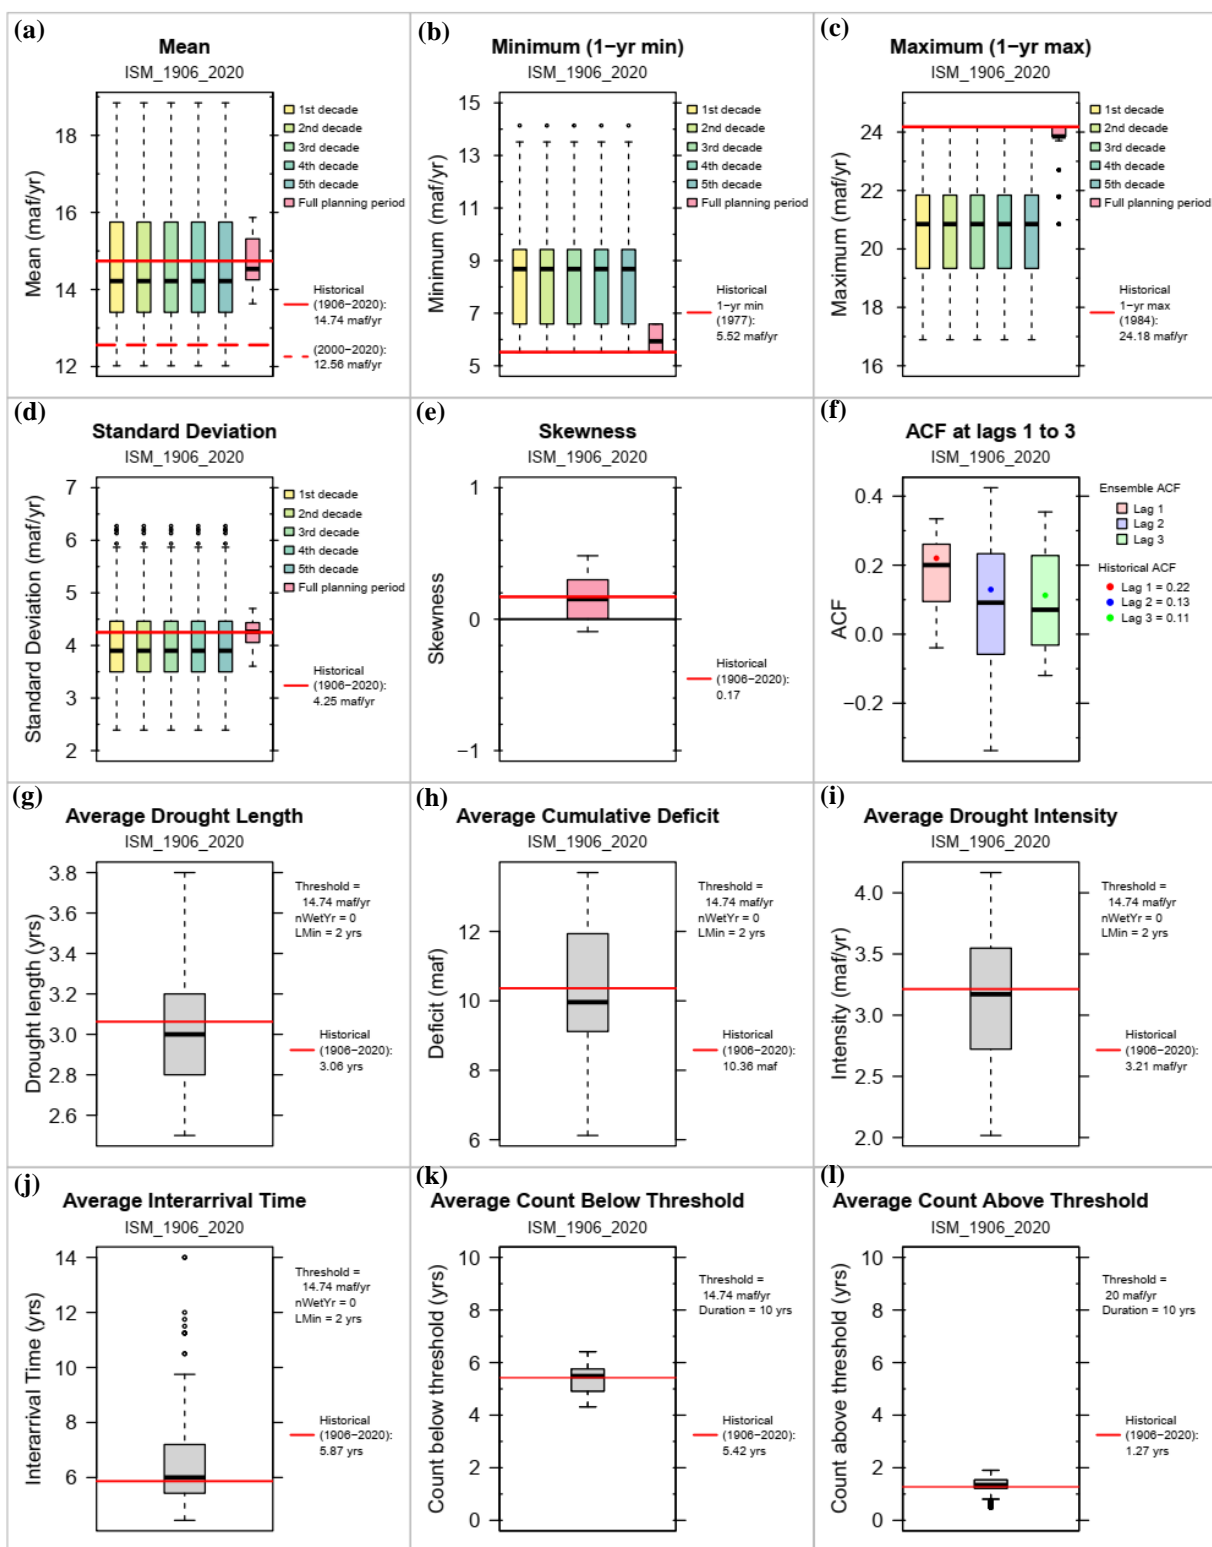 (a)
Mean
ISM_1906_2020
Mean (maf/yr)
18
16
14
12
1st decade
2nd decade
3rd decade
4th decade
5th decade
Full planning period
Historical
(1906−2020):
14.74 maf/yr
(2000−2020):
12.56 maf/yr
(b)
Minimum (1−yr min)
ISM_1906_2020
Minimum (maf/yr)
15
13
11
9
8
7
5
1st decade
2nd decade
3rd decade
4th decade
5th decade
Full planning period
Historical
1−yr min
(1977):
5.52 maf/yr
(c)
Maximum (1−yr max)
ISM_1906_2020
Maximum (maf/yr)
24
22
20
18
16
1st decade
2nd decade
3rd decade
4th decade
5th decade
Full planning period
Historical
1−yr max
(1984):
24.18 maf/yr
(d)
Standard Deviation
ISM_1906_2020
Standard Deviation (maf/yr)
7
6
5
4
3
2
1st decade
2nd decade
3rd decade
4th decade
5th decade
Full planning period
Historical
(1906−2020):
4.25 maf/yr
(e)
Skewness
ISM_1906_2020
Skewness
1
0
−1
Historical
(1906−2020):
0.17
(f)
ACF at lags 1 to 3
ISM_1906_2020
ACF
0.4
0.2
0.0
−0.2
Ensemble ACF
Lag 1
Lag 2
Lag 3
Historical ACF
Lag 1 = 0.22
Lag 2 = 0.13
Lag 3 = 0.11
(g)
Average Drought Length
ISM_1906_2020
Drought length (yrs)
3.8
3.6
3.4
3.2
3.0
2.8
2.6
Threshold =
14.74 maf/yr
nWetYr = 0
LMin = 2 yrs
Historical
(1906−2020):
3.06 yrs
(h)
Average Cumulative Deficit
ISM_1906_2020
Deficit (maf)
12
10
8
6
Threshold =
14.74 maf/yr
nWetYr = 0
LMin = 2 yrs
Historical
(1906−2020):
10.36 maf
(i)
Average Drought Intensity
ISM_1906_2020
Intensity (maf/yr)
4.0
3.5
3.0
2.5
2.0
Threshold =
14.74 maf/yr
nWetYr = 0
LMin = 2 yrs
Historical
(1906−2020):
3.21 maf/yr
(j)
Average Interarrival Time
ISM_1906_2020
Interarrival Time (yrs)
14
12
10
8
6
Threshold =
14.74 maf/yr
nWetYr = 0
LMin = 2 yrs
Historical
(1906−2020):
5.87 yrs
(k)
Average Count Below Threshold
ISM_1906_2020
Count below threshold (yrs)
10
8
6
4
2
0
Threshold =
14.74 maf/yr
Duration = 10 yrs
Historical
(1906−2020):
5.42 yrs
(l)
Average Count Above Threshold
ISM_1906_2020
Count above threshold (yrs)
10
8
6
4
2
0
Threshold =
20 maf/yr
Duration = 10 yrs
Historical
(1906−2020):
1.27 yrs